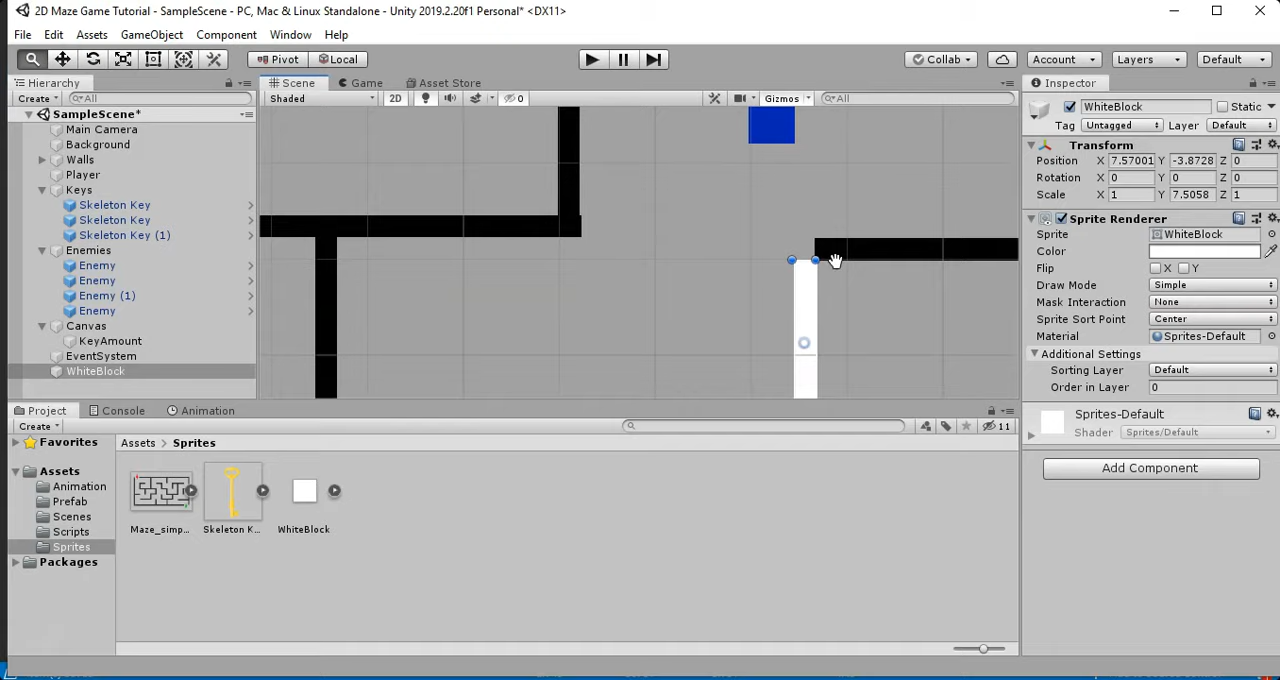 2D Maze Game Tutorial - SampleScene - PC, Mac & Linux Standalone - Unity 2019.2.20f1 Personal* <DX11>
File Edit Assets GameObject Component Window Help
Pivot Local Collab Account Layers Default
Hierarchy Scene Game Asset Store Inspector
Create All Shaded 2D 0 Gizmos All WhiteBlock Static
SampleScene* Tag Untagged Layer Default
Main Camera
Background Transform
Walls Position X 7.57001 Y -3.8728 Z 0
Player Rotation X 0 Y 0 Z 0
Keys Scale X 1 Y 7.5058 Z 1
Skeleton Key
Skeleton Key Sprite Renderer
Skeleton Key (1) Sprite WhiteBlock
Enemies Color
Enemy Flip X Y
Enemy Draw Mode Simple
Enemy (1) Mask Interaction None
Enemy Sprite Sort Point Center
Canvas Material Sprites-Default
KeyAmount Additional Settings
EventSystem Sorting Layer Default
WhiteBlock Order in Layer 0
Project Console Animation Sprites-Default
Create 11 Shader Sprites/Default
Favorites Assets Sprites
Add Component
Assets
Animation
Prefab
Scenes
Scripts Maze_simp... Skeleton K... WhiteBlock
Sprites
Packages